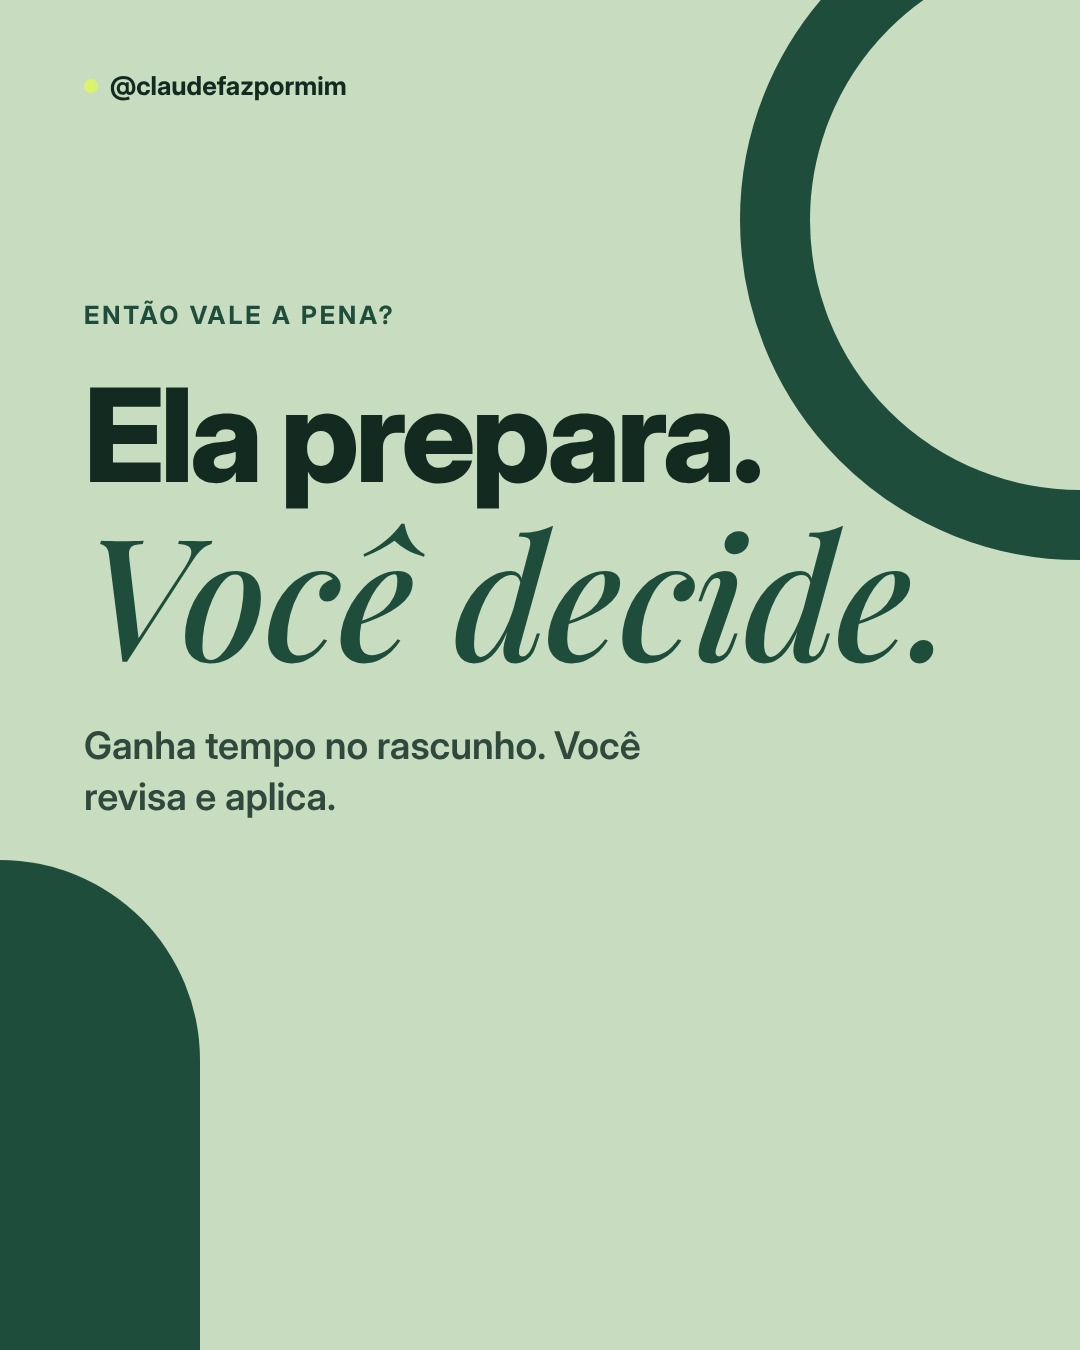 @claudefazpormim
ENTÃO VALE A PENA?
Ela prepara.
Você decide.
Ganha tempo no rascunho. Você
revisa e aplica.